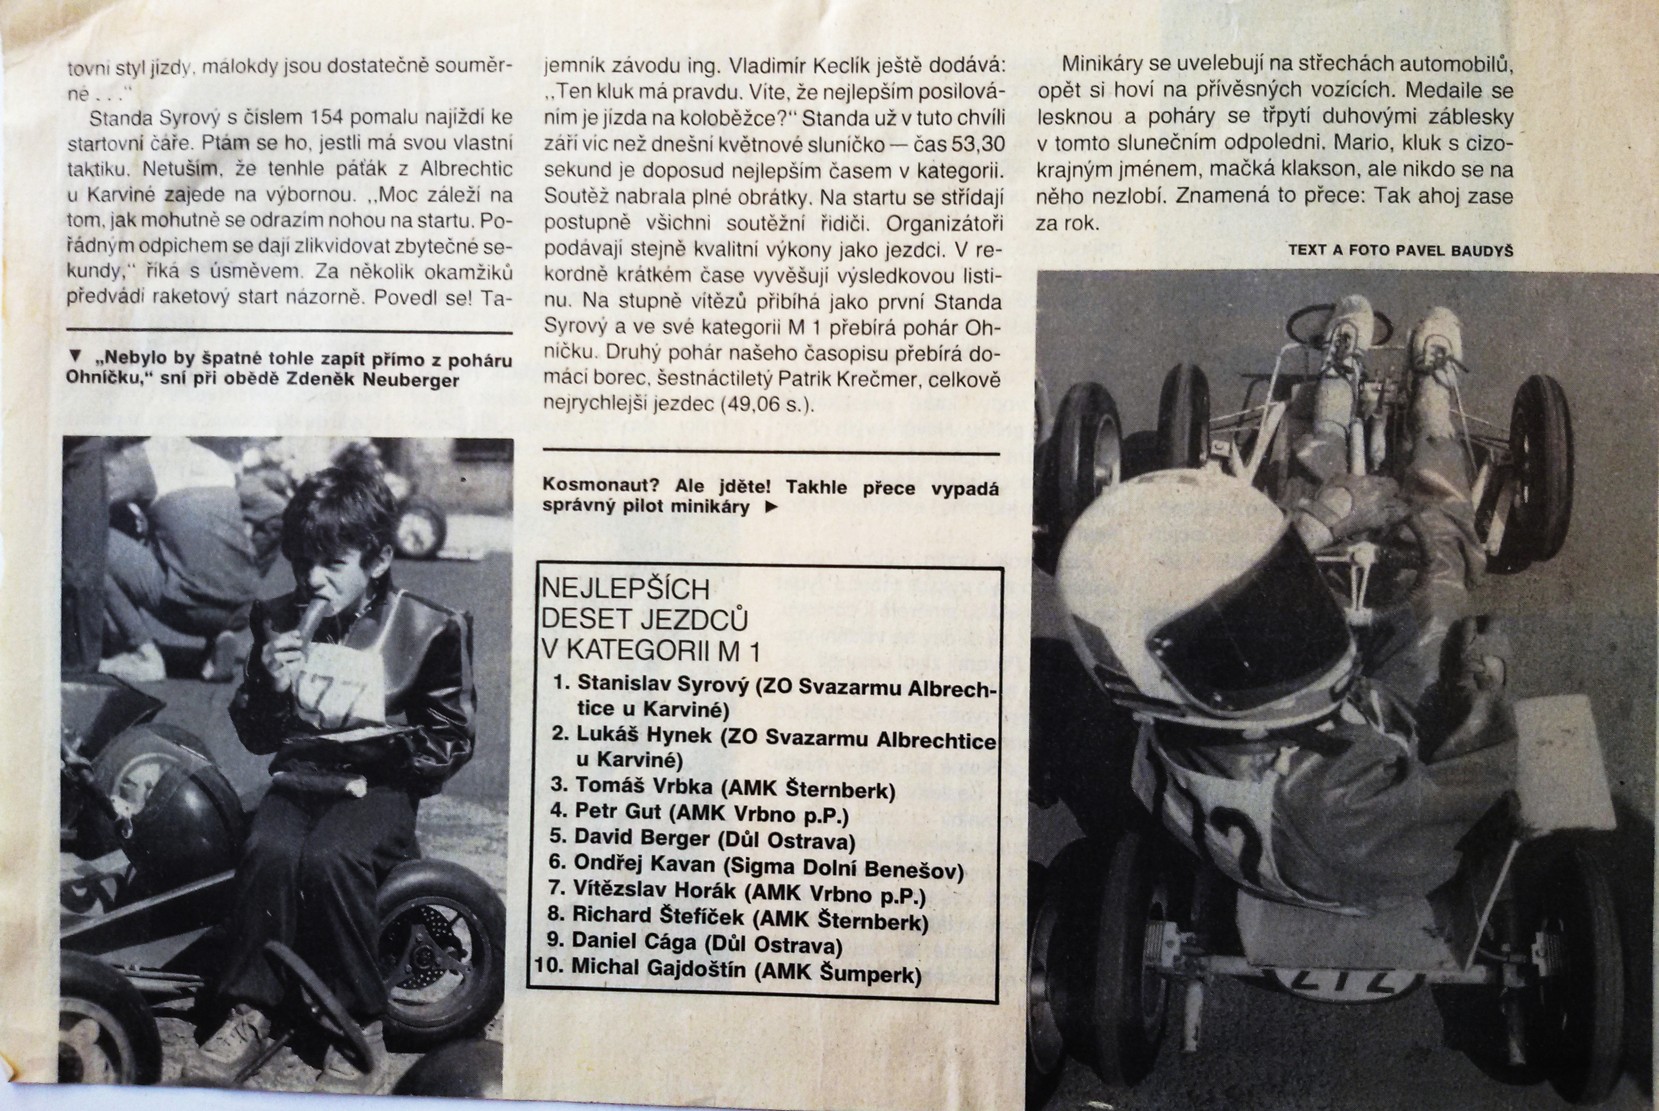 tovní styl jízdy, málokdy jsou dostatečně souměr-
né . . .“
Standa Syrový s číslem 154 pomalu najíždí ke
startovní čáře. Ptám se ho, jestli má svou vlastní
taktiku. Netuším, že tenhle páťák z Albrechtic
u Karviné zajede na výbornou. „Moc záleží na
tom, jak mohutně se odrazím nohou na startu. Po-
řádným odpichem se dají zlikvidovat zbytečné se-
kundy,“ říká s úsměvem. Za několik okamžiků
předvádí raketový start názorně. Povedl se! Ta-
▼ „Nebylo by špatné tohle zapít přímo z poháru
Ohníčku,“ sní při obědě Zdeněk Neuberger
77
jemník závodu ing. Vladimír Keclík ještě dodává:
„Ten kluk má pravdu. Víte, že nejlepším posilová-
ním je jízda na koloběžce?“ Standa už v tuto chvíli
září víc než dnešní květnové sluníčko — čas 53,30
sekund je doposud nejlepším časem v kategorii.
Soutěž nabrala plné obrátky. Na startu se střídají
postupně všichni soutěžní řidiči. Organizátoři
podávají stejně kvalitní výkony jako jezdci. V re-
kordně krátkém čase vyvěšují výsledkovou listi-
nu. Na stupně vítězů přibíhá jako první Standa
Syrový a ve své kategorii M 1 přebírá pohár Oh-
níčku. Druhý pohár našeho časopisu přebírá do-
mácí borec, šestnáctiletý Patrik Krečmer, celkově
nejrychlejší jezdec (49,06 s.).
Kosmonaut? Ale jděte! Takhle přece vypadá
správný pilot minikáry ►
NEJLEPŠÍCH
DESET JEZDCŮ
V KATEGORII M 1
1. Stanislav Syrový (ZO Svazarmu Albrech-
tice u Karviné)
2. Lukáš Hynek (ZO Svazarmu Albrechtice
u Karviné)
3. Tomáš Vrbka (AMK Šternberk)
4. Petr Gut (AMK Vrbno p.P.)
5. David Berger (Důl Ostrava)
6. Ondřej Kavan (Sigma Dolní Benešov)
7. Vítězslav Horák (AMK Vrbno p.P.)
8. Richard Štefíček (AMK Šternberk)
9. Daniel Cága (Důl Ostrava)
10. Michal Gajdoštín (AMK Šumperk)
Minikáry se uvelebují na střechách automobilů,
opět si hoví na přívěsných vozících. Medaile se
lesknou a poháry se třpytí duhovými záblesky
v tomto slunečním odpoledni. Mario, kluk s cizo-
krajným jménem, mačká klakson, ale nikdo se na
něho nezlobí. Znamená to přece: Tak ahoj zase
za rok.
TEXT A FOTO PAVEL BAUDYŠ